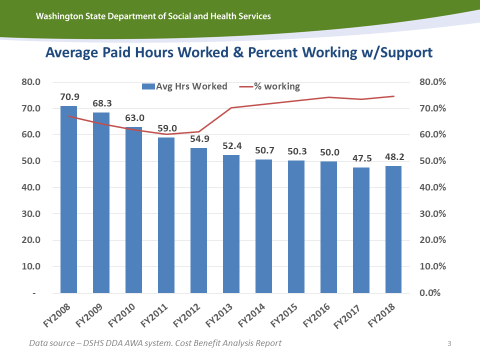 Washington State Department of Social and Health Services
Average Paid Hours Worked & Percent Working w/Support
Avg Hrs Worked % working
80.0
70.0
60.0
50.0
40.0
30.0
20.0
10.0
-
70.9
68.3
63.0
59.0
54.9
52.4
50.7
50.3
50.0
47.5
48.2
80.0%
70.0%
60.0%
50.0%
40.0%
30.0%
20.0%
10.0%
0.0%
FY2008
FY2009
FY2010
FY2011
FY2012
FY2013
FY2014
FY2015
FY2016
FY2017
FY2018
Data source – DSHS DDA AWA system. Cost Benefit Analysis Report
3